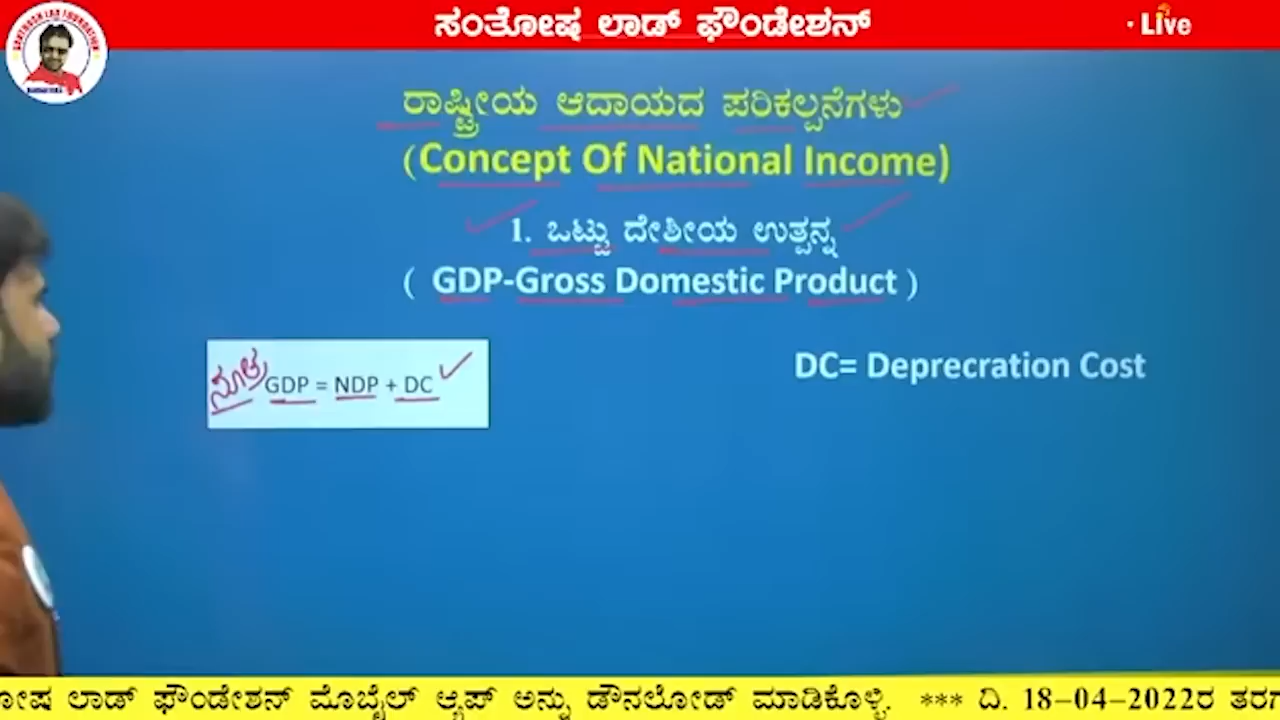 ಸಂತೋಷ ಲಾಡ್ ಫೌಂಡೇಶನ್
Live
ರಾಷ್ಟ್ರೀಯ ಆದಾಯದ ಪರಿಕಲ್ಪನೆಗಳು
(Concept Of National Income)
1. ಒಟ್ಟು ದೇಶೀಯ ಉತ್ಪನ್ನ
( GDP-Gross Domestic Product )
ಸೂತ್ರ GDP = NDP + DC
DC= Deprecration Cost
ೋಷ ಲಾಡ್ ಫೌಂಡೇಶನ್ ಮೊಬೈಲ್ ಆ್ಯಪ್ ಅನ್ನು ಡೌನಲೋಡ್ ಮಾಡಿಕೊಳ್ಳಿ. *** ದಿ. 18-04-2022ರ ತರಗ